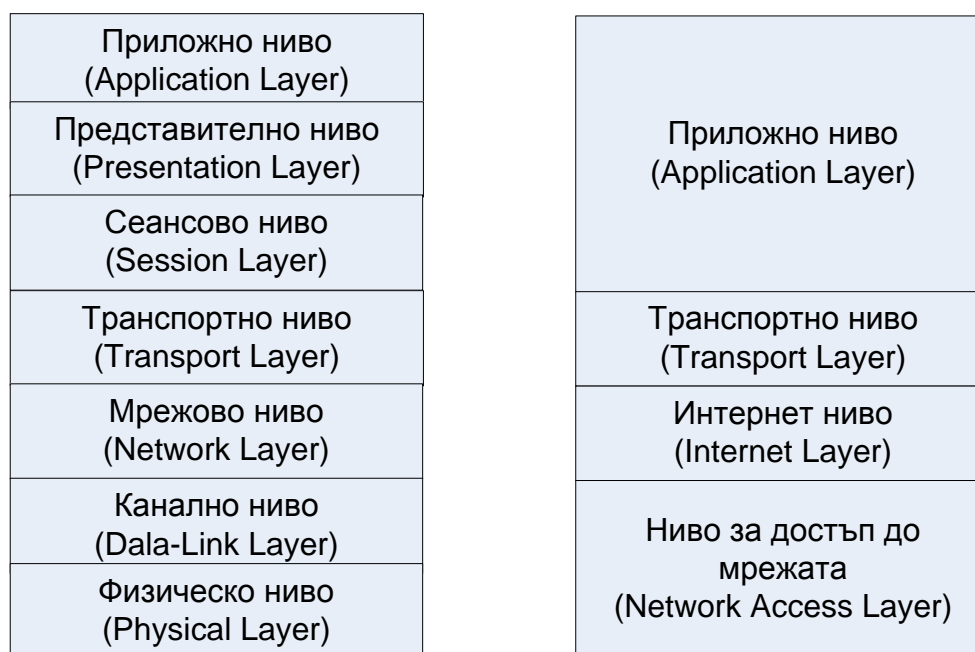 Приложно ниво
(Application Layer)
Представително ниво
(Presentation Layer)
Сеансово ниво
(Session Layer)
Транспортно ниво
(Transport Layer)
Мрежово ниво
(Network Layer)
Канално ниво
(Dala-Link Layer)
Физическо ниво
(Physical Layer)
Приложно ниво
(Application Layer)
Транспортно ниво
(Transport Layer)
Интернет ниво
(Internet Layer)
Ниво за достъп до
мрежата
(Network Access Layer)